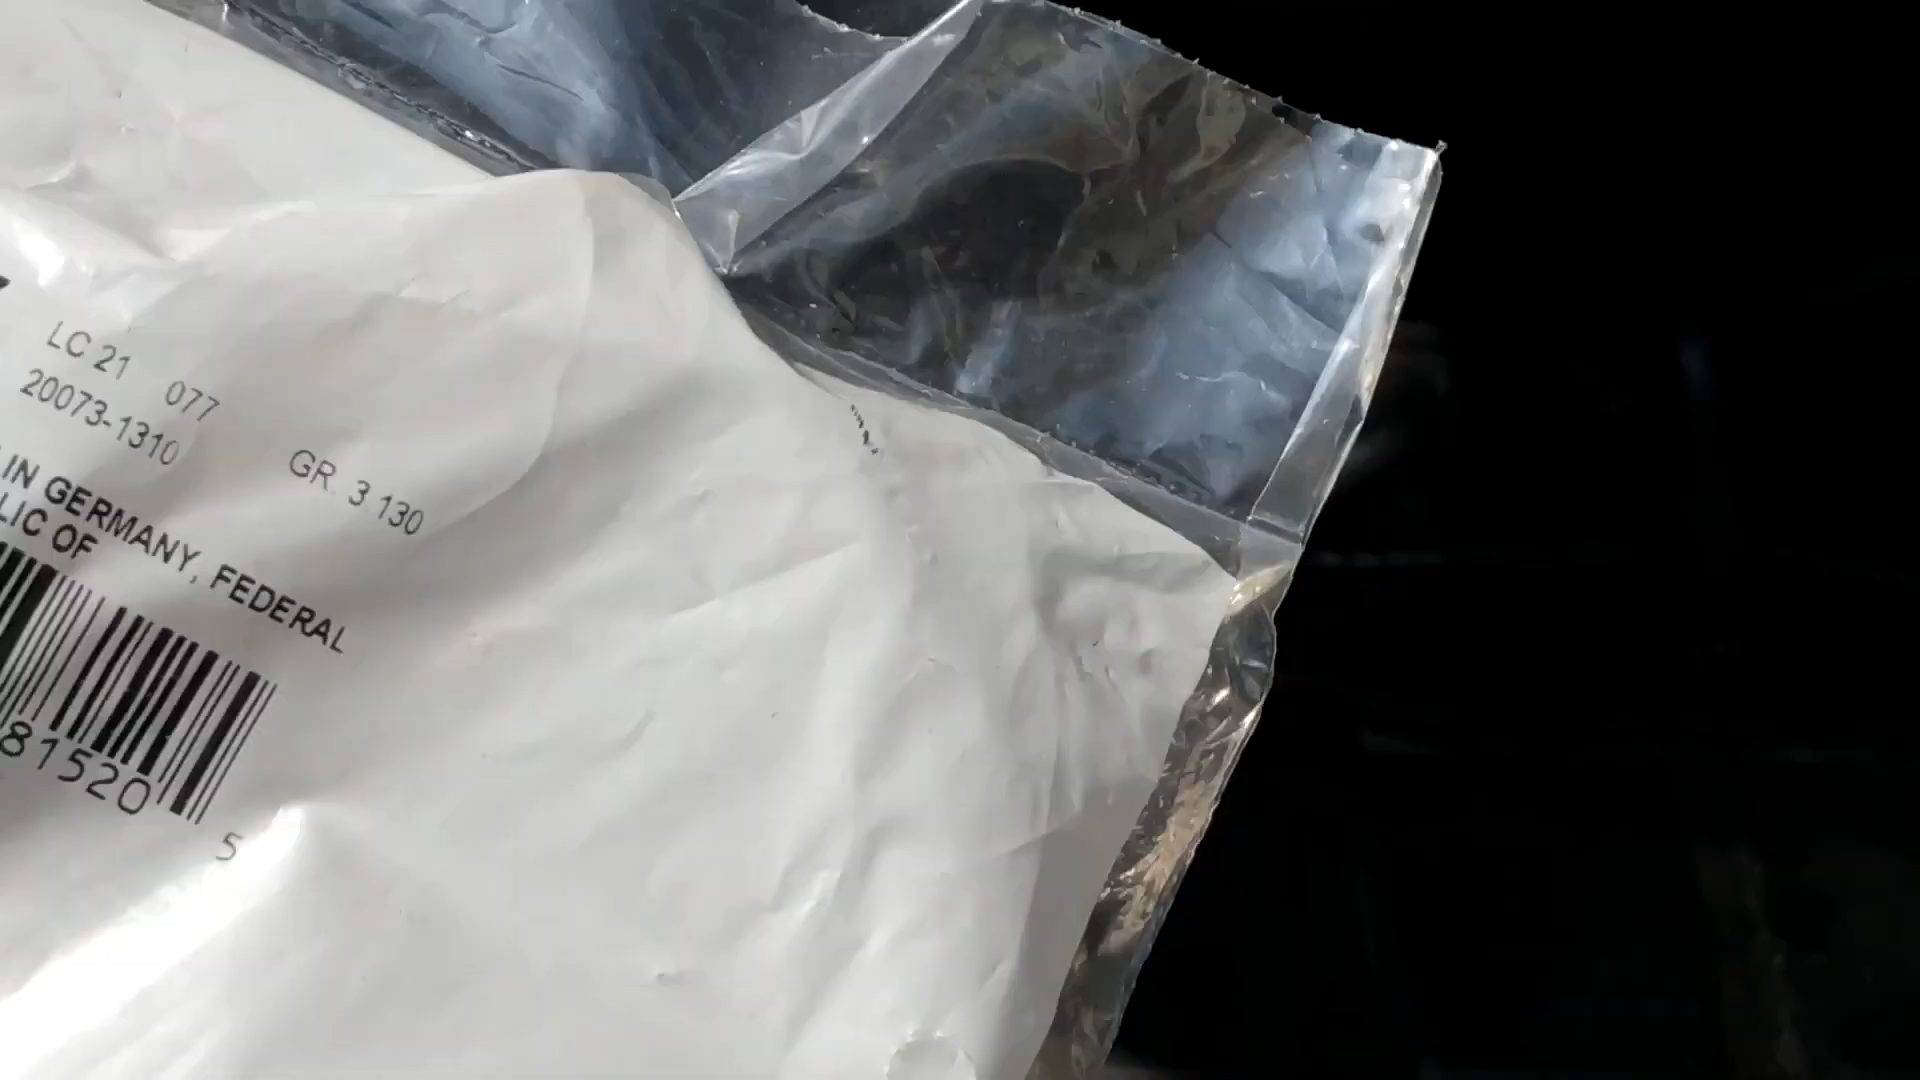 LC 21 077
20073-1310
GR. 3.130
IN GERMANY, FEDERAL
LIC OF
81520
5